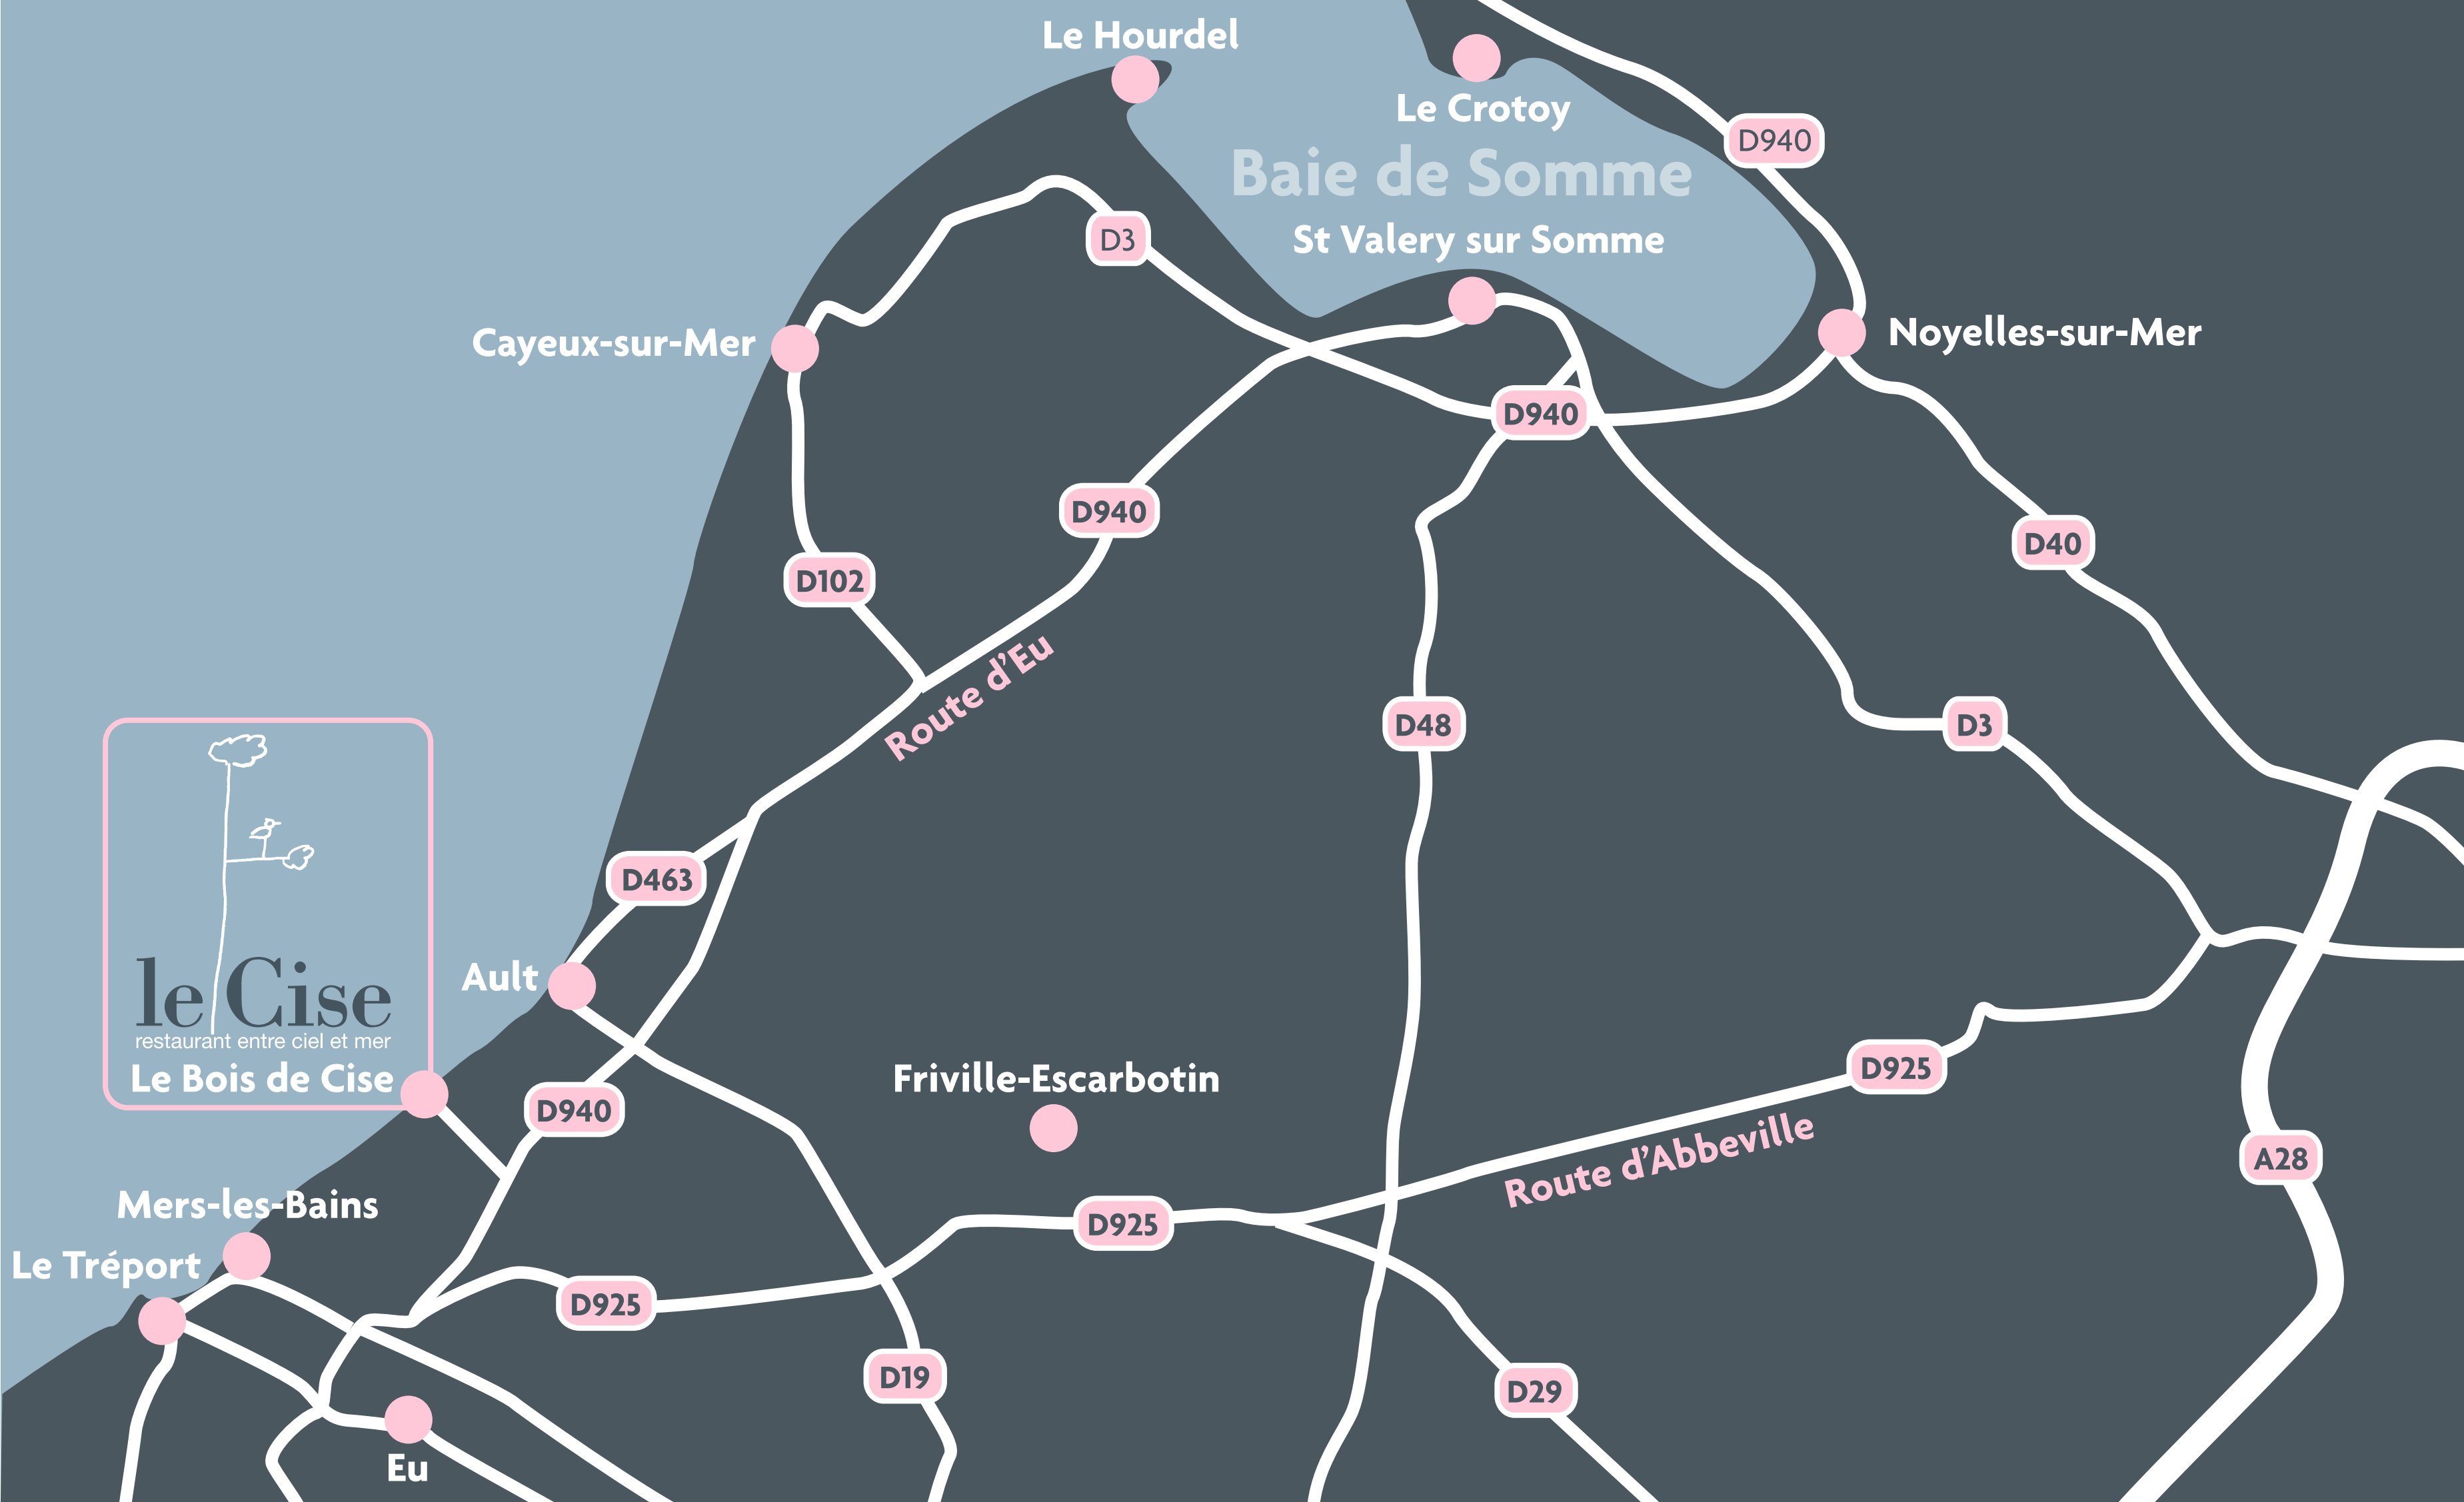 Le Hourdel
Le Crotoy
D940
Baie de Somme
D3
St Valery sur Somme
Cayeux-sur-Mer
Noyelles-sur-Mer
D940
D940
D40
D102
Route d'Eu
D48
D3
D463
Ault
le Cise
restaurant entre ciel et mer
Le Bois de Cise
Friville-Escarbotin
D925
D940
Route d'Abbeville
A28
Mers-les-Bains
D925
Le Tréport
D925
D19
D29
Eu